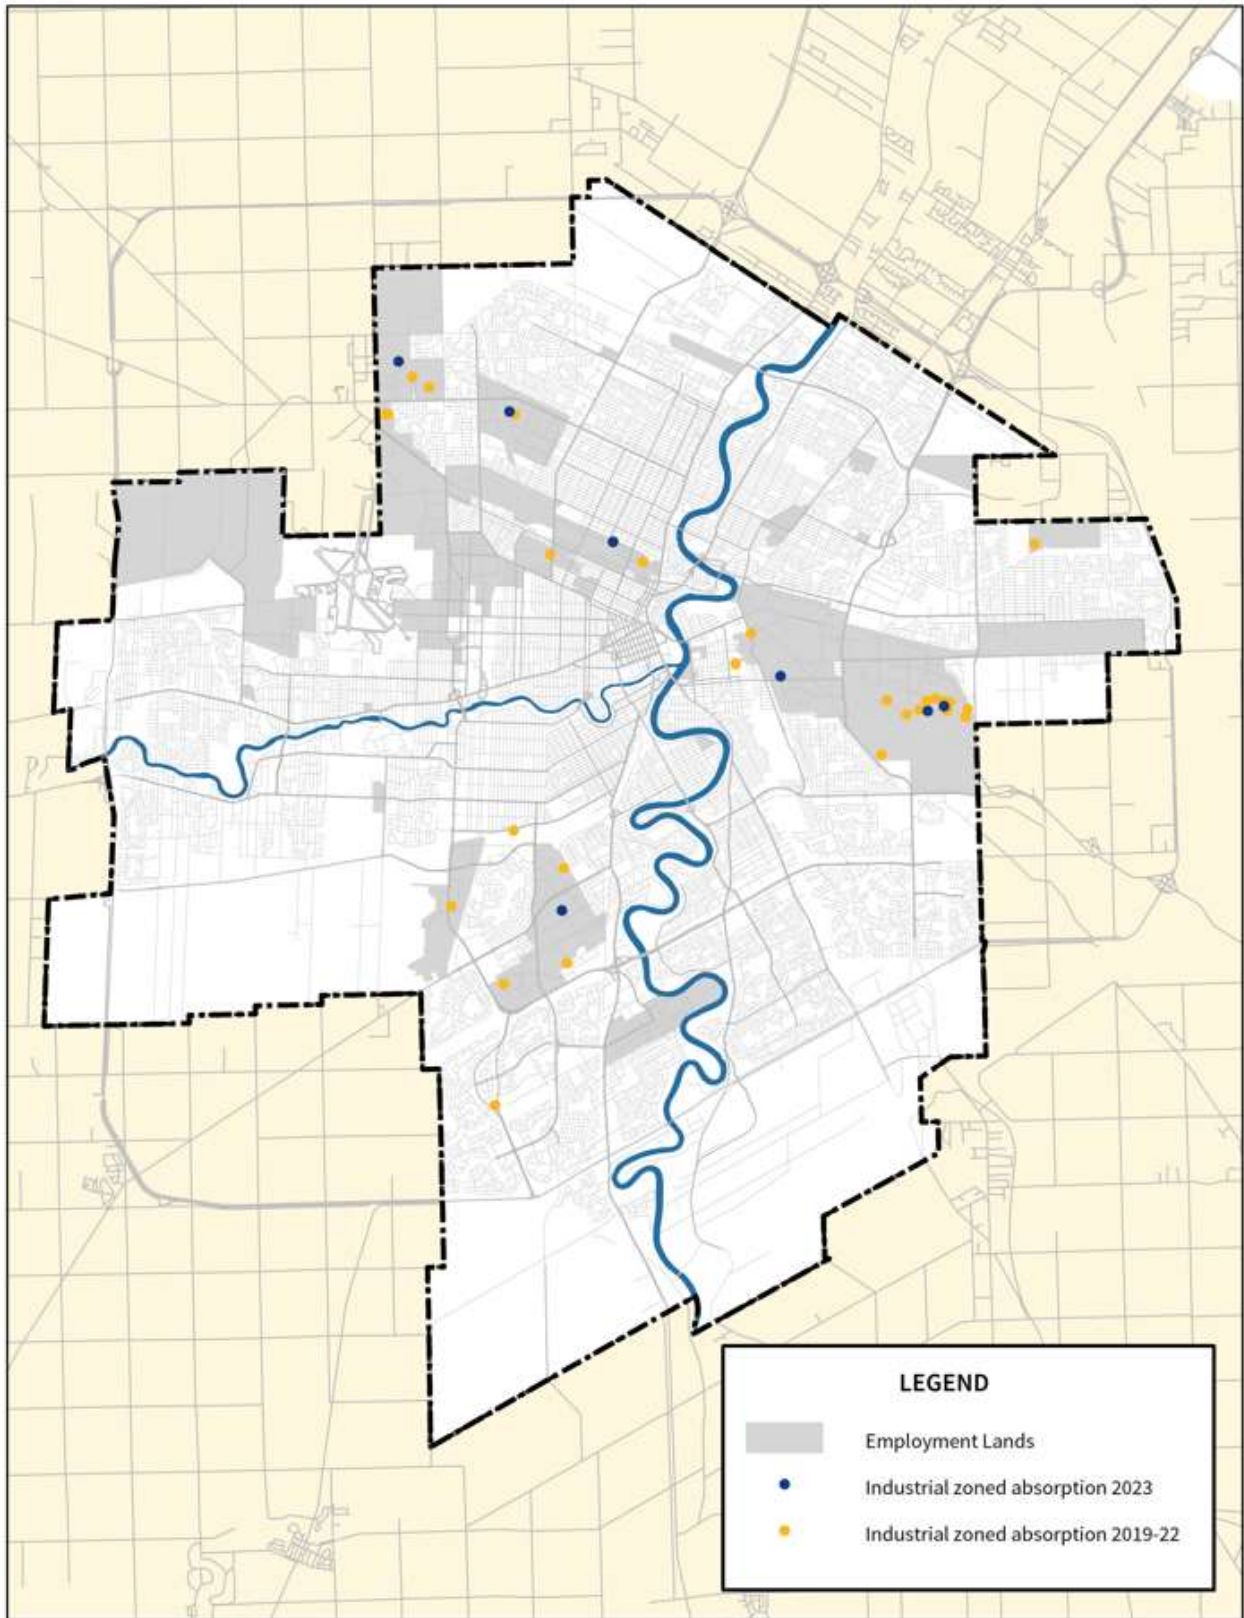 LEGEND
Employment Lands
Industrial zoned absorption 2023
Industrial zoned absorption 2019-22